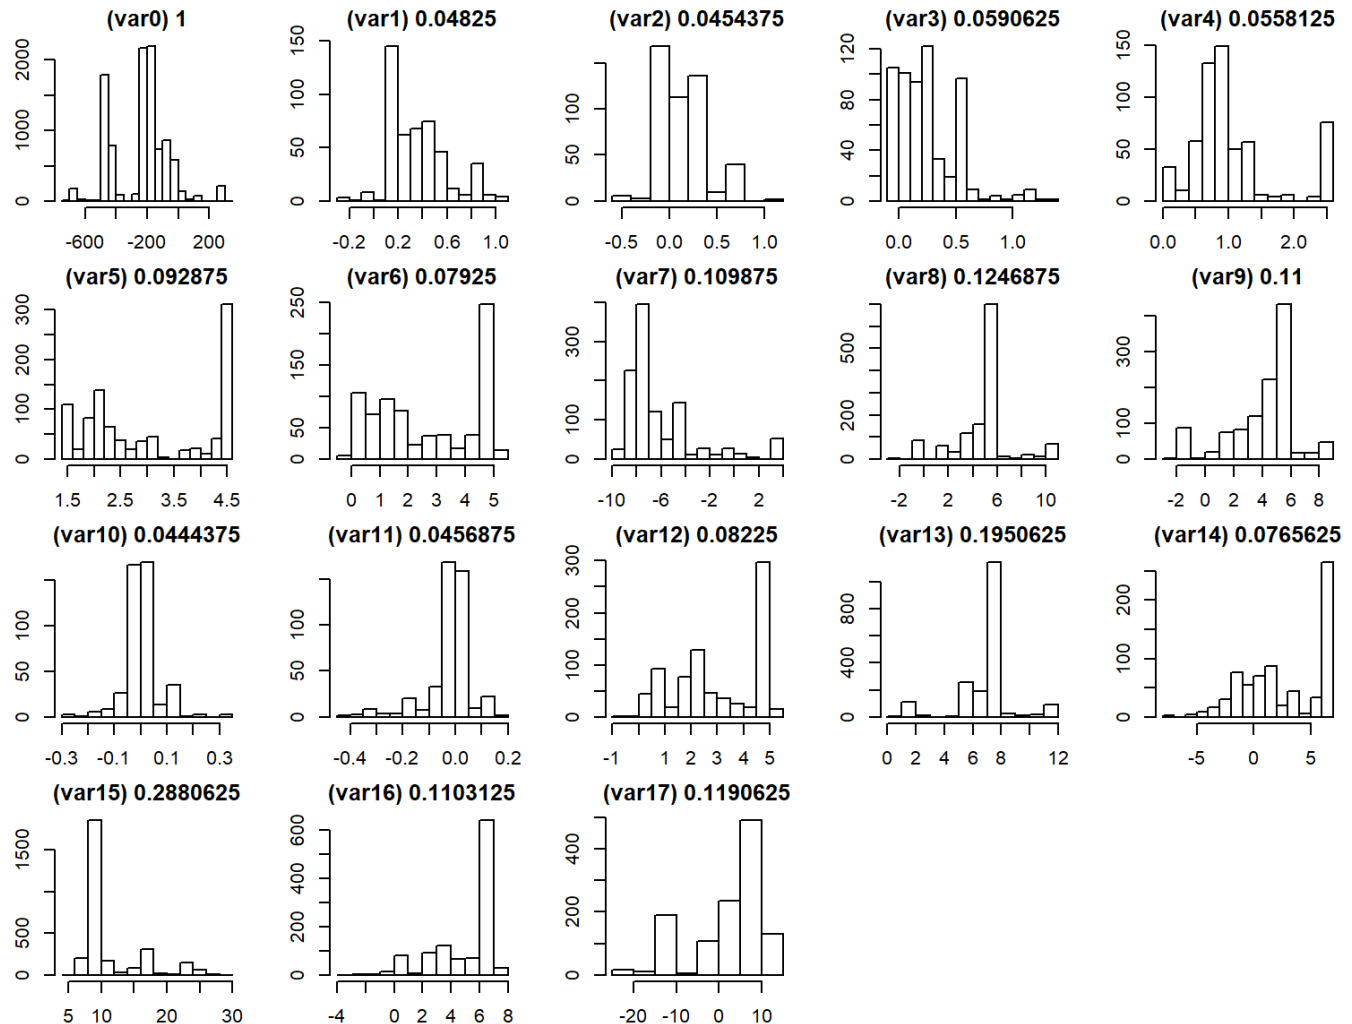 (var0) 1
(var1) 0.04825
(var2) 0.0454375
(var3) 0.0590625
(var4) 0.0558125
0 1000 2000
-600 -200 200
0 50 100 150
-0.2 0.2 0.6 1.0
0 50 100
-0.5 0.0 0.5 1.0
0 40 80 120
0.0 0.5 1.0
0 50 100 150
0.0 1.0 2.0
(var5) 0.092875
(var6) 0.07925
(var7) 0.109875
(var8) 0.1246875
(var9) 0.11
0 100 200 300
1.5 2.5 3.5 4.5
0 50 150 250
0 1 2 3 4 5
0 100 300
-10 -6 -2 2
0 200 500
-2 2 6 10
0 100 300
-2 0 2 4 6 8
(var10) 0.0444375
(var11) 0.0456875
(var12) 0.08225
(var13) 0.1950625
(var14) 0.0765625
0 50 100
-0.3 -0.1 0.1 0.3
0 50 100
-0.4 -0.2 0.0 0.2
0 100 200 300
-1 1 2 3 4 5
0 400 800
0 2 4 6 8 12
0 100 200
-5 0 5
(var15) 0.2880625
(var16) 0.1103125
(var17) 0.1190625
0 500 1500
5 10 20 30
0 200 400 600
-4 0 2 4 6 8
0 200 400
-20 -10 0 10